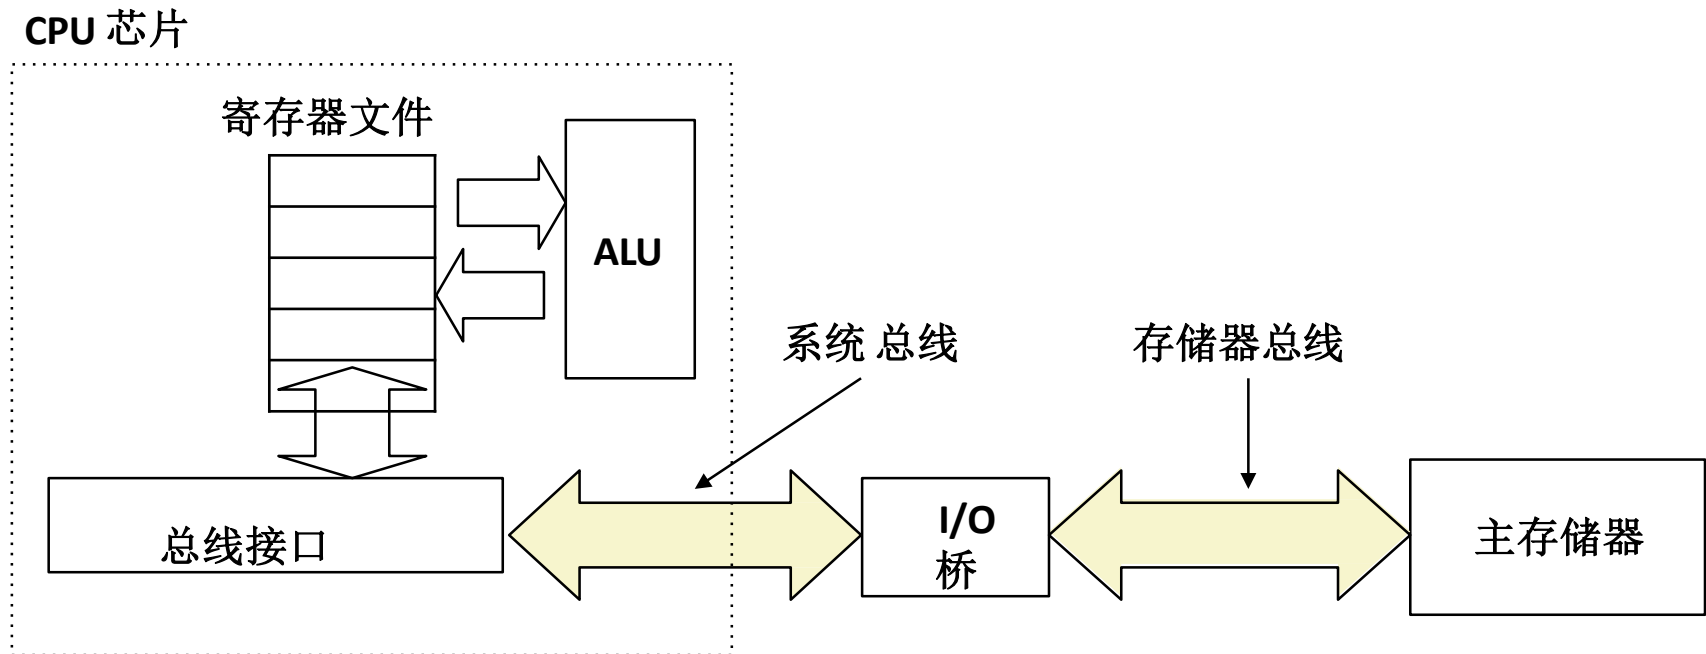 CPU 芯片
寄存器文件
ALU
系统 总线
存储器总线
总线接口
I/O
桥
主存储器